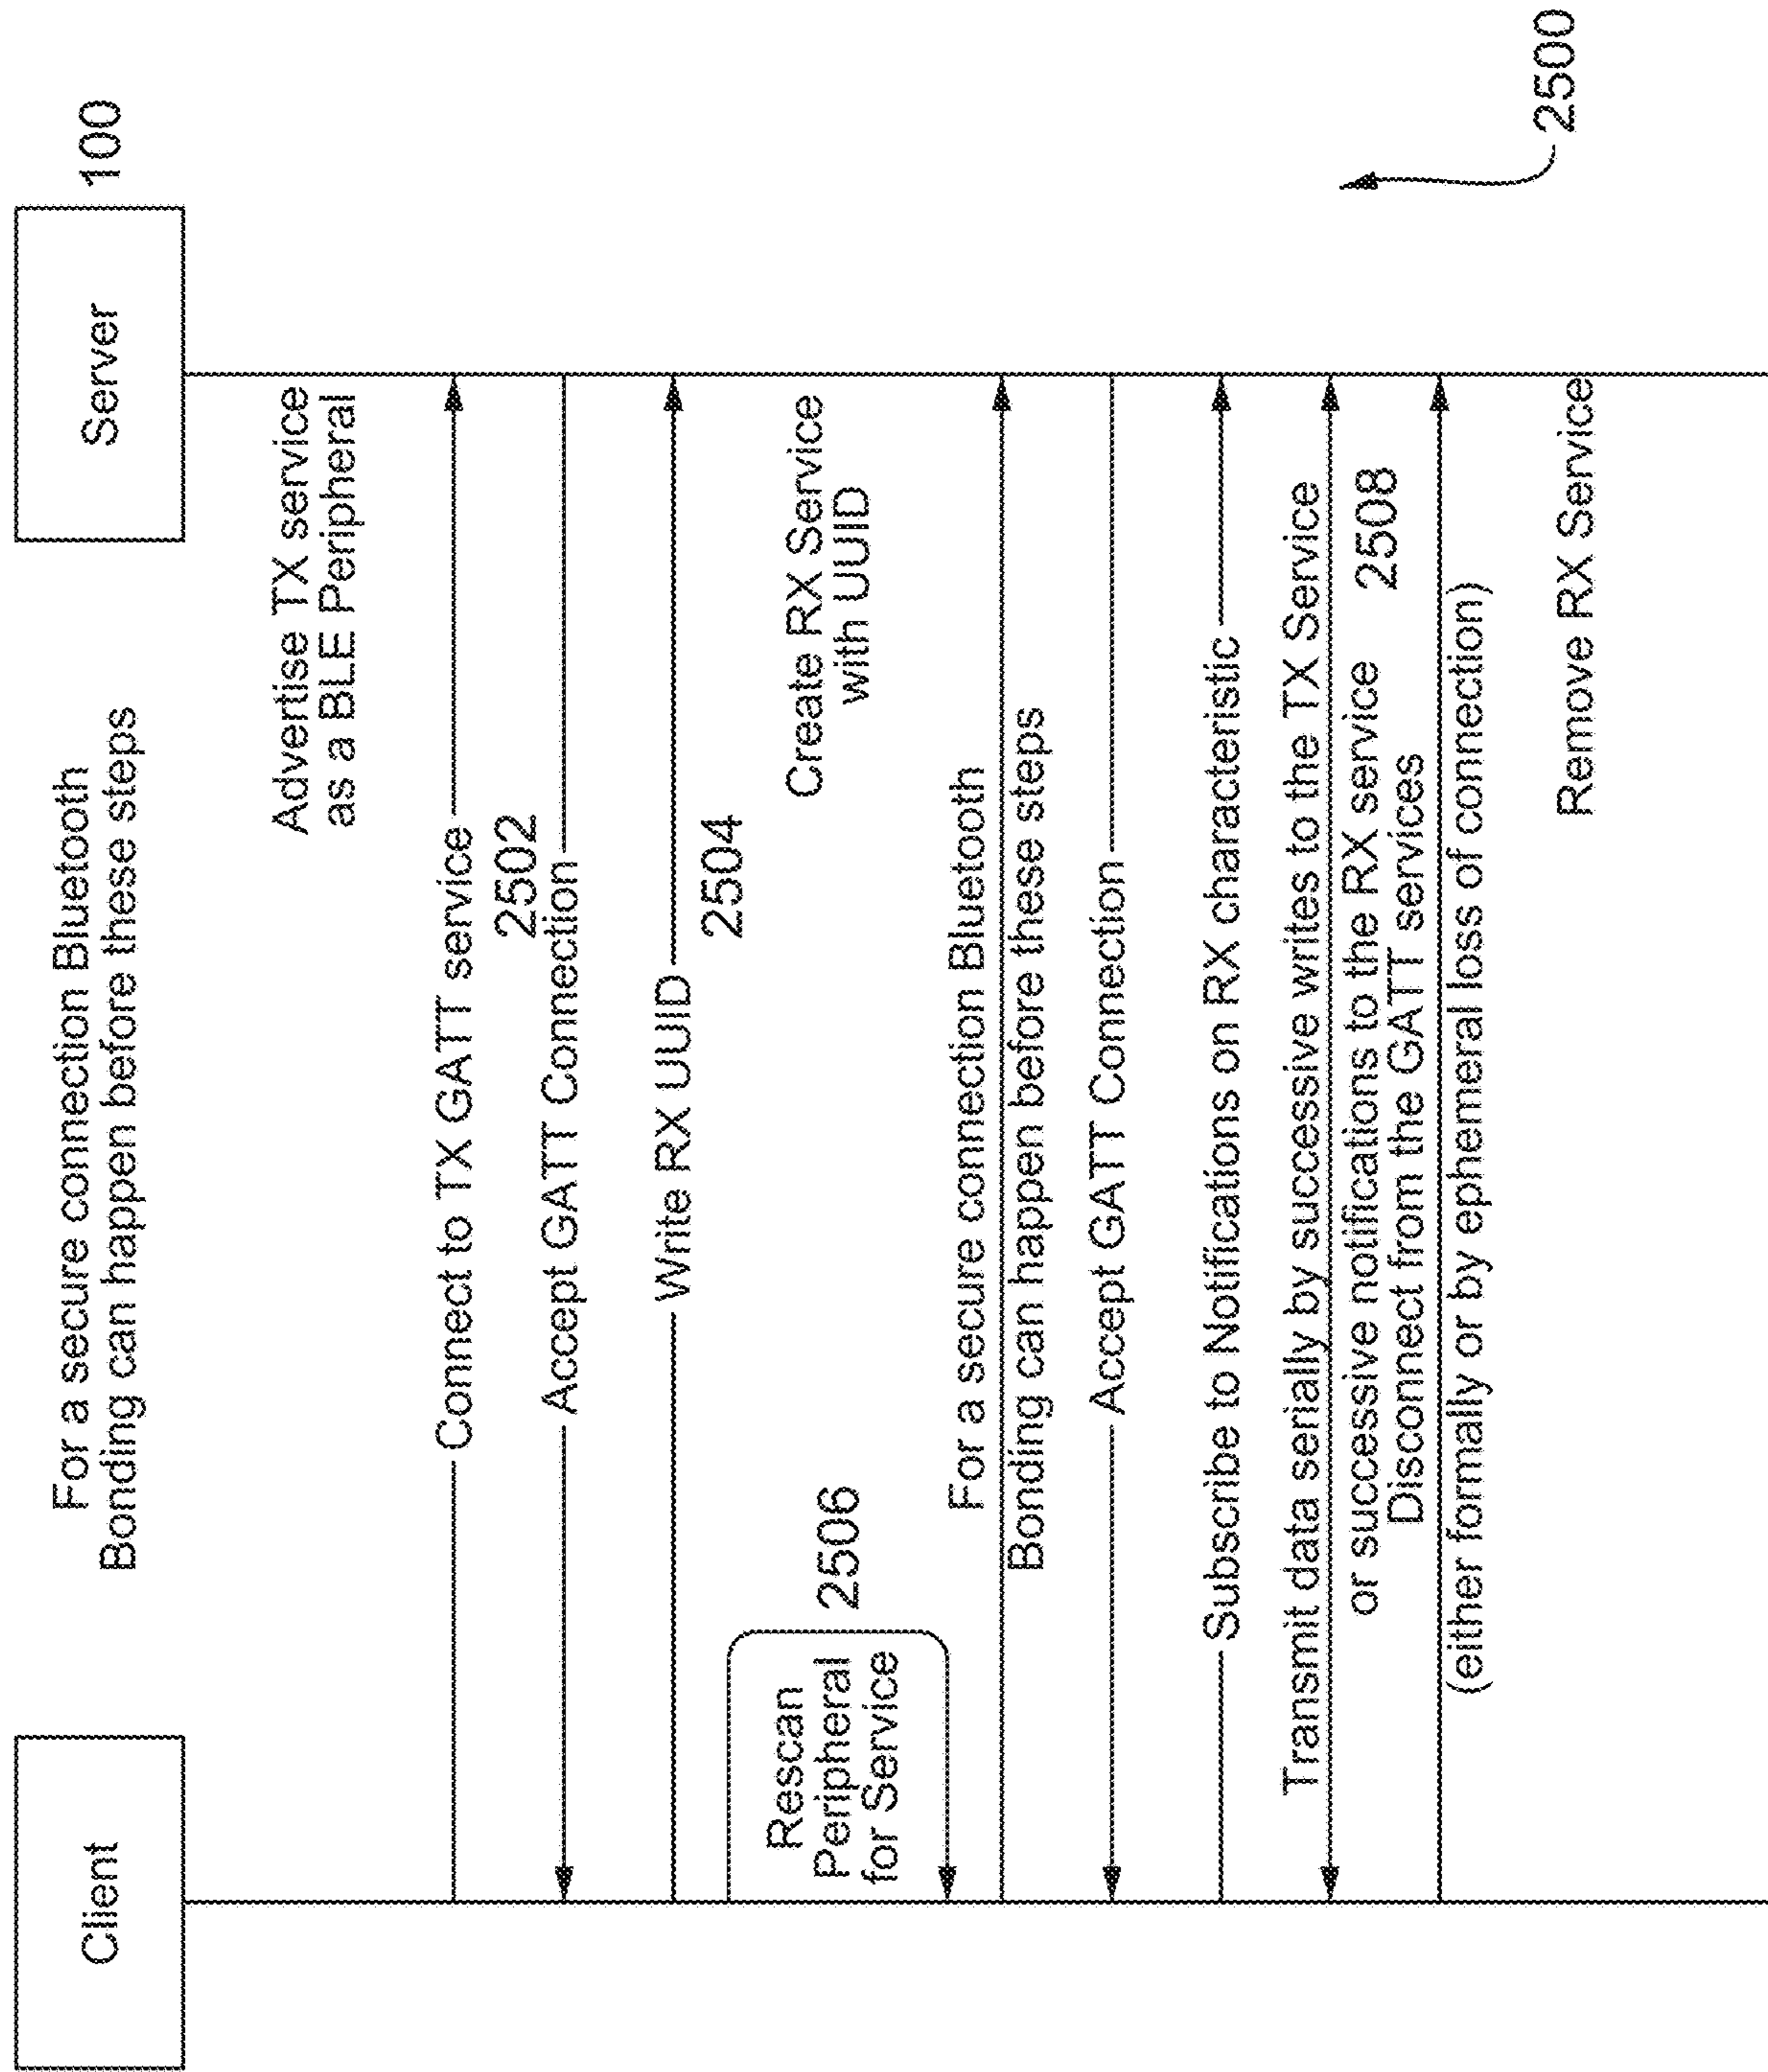 Client
Server
100
For a secure connection Bluetooth
Bonding can happen before these steps
Advertise TX service
as a BLE Peripheral
Connect to TX GATT service
2502
Accept GATT Connection
Write RX UUID
2504
Rescan
Peripheral
for Service
2506
Create RX Service
with UUID
For a secure connection Bluetooth
Bonding can happen before these steps
Accept GATT Connection
Subscribe to Notifications on RX characteristic
Transmit data serially by successive writes to the TX Service
or successive notifications to the RX service
2508
Disconnect from the GATT services
(either formally or by ephemeral loss of connection)
Remove RX Service
2500